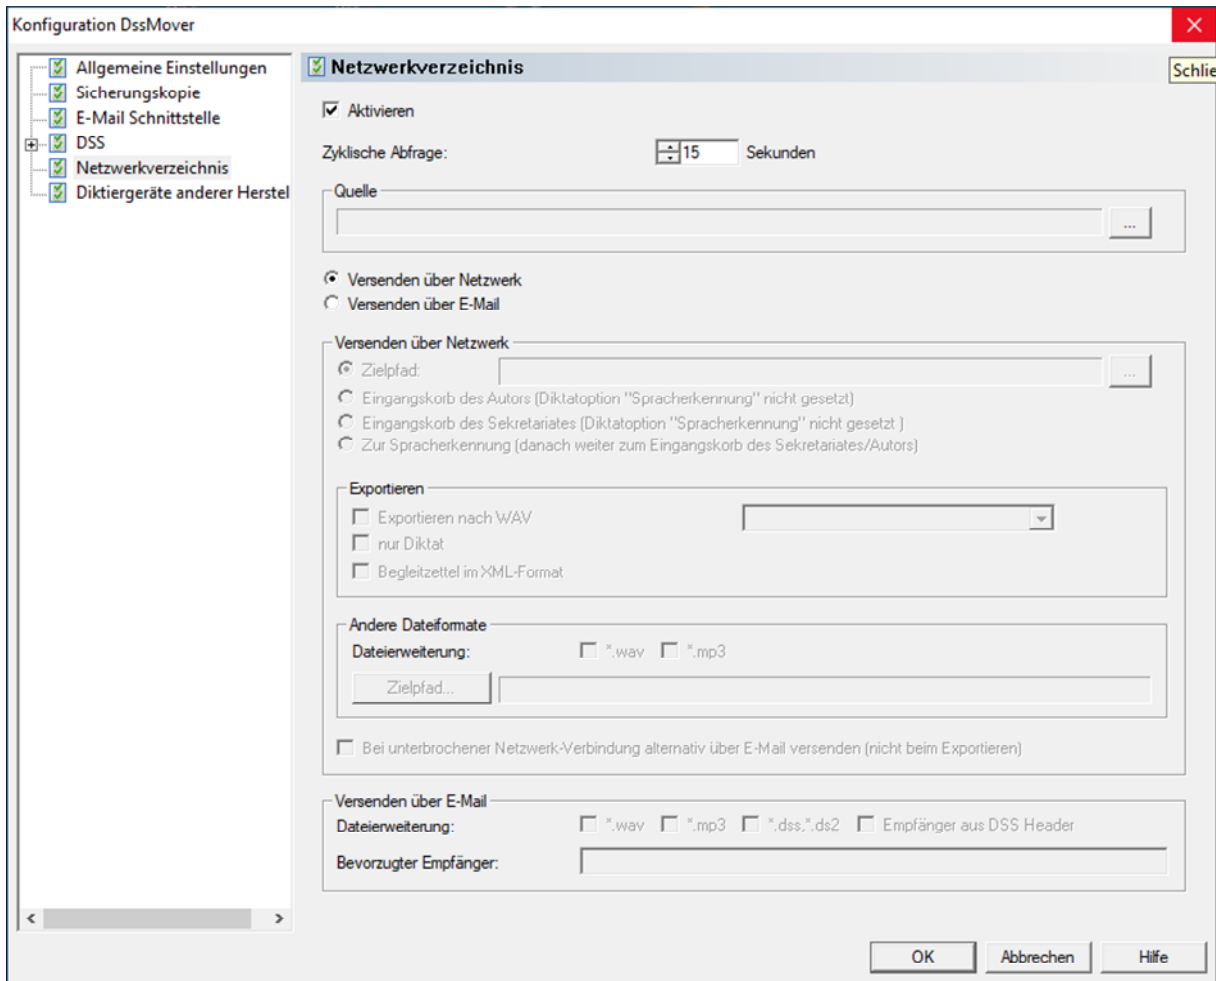 Konfiguration DssMover
Allgemeine Einstellungen
Sicherungskopie
E-Mail Schnittstelle
DSS
Netzwerkverzeichnis
Diktiergeräte anderer Herstel
Netzwerkverzeichnis
Schlie
Aktivieren
Zyklische Abfrage: 15 Sekunden
Quelle
...
Versenden über Netzwerk
Versenden über E-Mail
Versenden über Netzwerk
Zielpfad: ...
Eingangskorb des Autors (Diktatoption "Spracherkennung" nicht gesetzt)
Eingangskorb des Sekretariates (Diktatoption "Spracherkennung" nicht gesetzt )
Zur Spracherkennung (danach weiter zum Eingangskorb des Sekretariates/Autors)
Exportieren
Exportieren nach WAV
nur Diktat
Begleitzettel im XML-Format
Andere Dateiformate
Dateierweiterung: *.wav *.mp3
Zielpfad...
Bei unterbrochener Netzwerk-Verbindung alternativ über E-Mail versenden (nicht beim Exportieren)
Versenden über E-Mail
Dateierweiterung: *.wav *.mp3 *.dss,*.ds2 Empfänger aus DSS Header
Bevorzugter Empfänger:
OK Abbrechen Hilfe